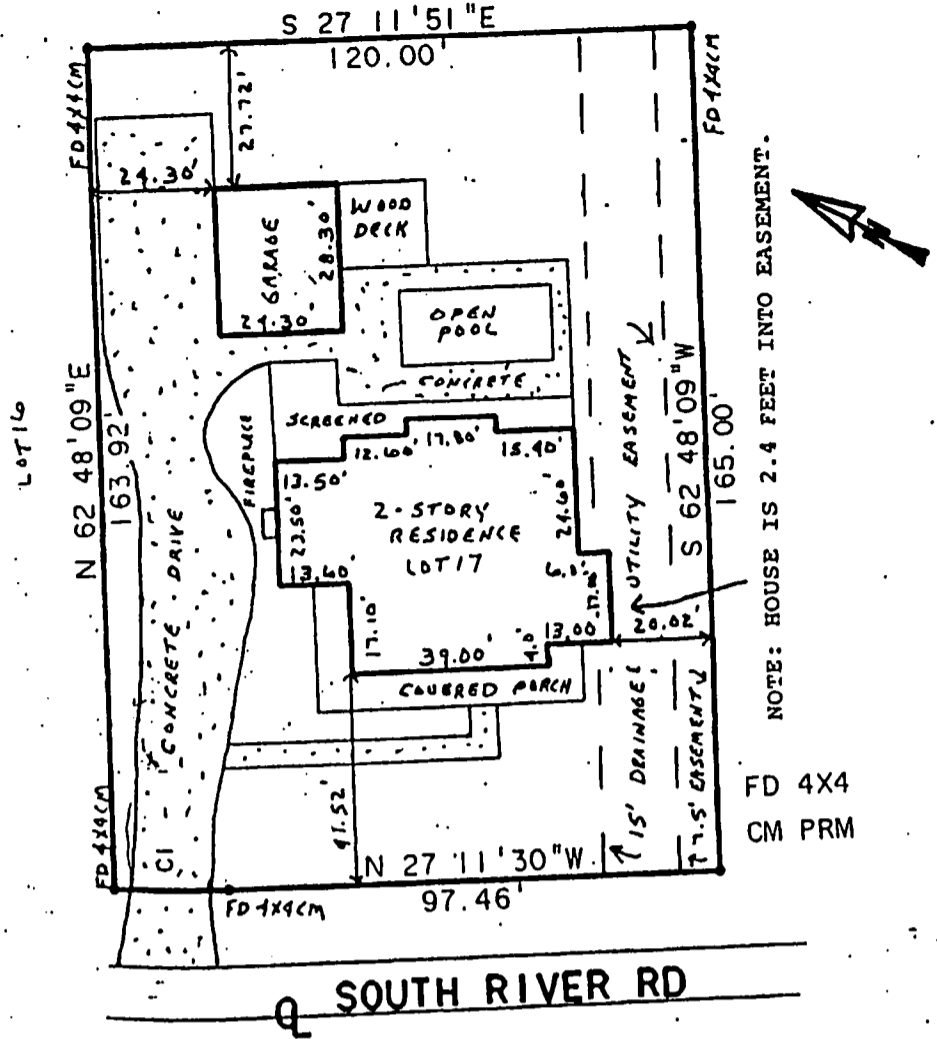 S 27 11'51"E
120.00'
FD 4X4CM
FD 4X4CM
27.72'
24.30'
GARAGE
28.30'
24.30'
WOOD
DECK
OPEN
POOL
CONCRETE
N
NOTE: HOUSE IS 2.4 FEET INTO EASEMENT.
LOT 16
N 62 48'09"E
163.92'
CONCRETE DRIVE
FIREPLACE
SCREENED
12.60'
17.80'
15.40'
13.50'
23.50'
13.60'
2-STORY
RESIDENCE
LOT 17
24.60'
17.10'
39.00'
4.0'
13.00
20.02'
COVERED PORCH
UTILITY EASEMENT
S 62 48'09"W
165.00'
15' DRAINAGE &
7.5' EASEMENT
FD 4X4
CM PRM
FD 4X4CM
41.52'
N 27 11'30"W
97.46'
FD 4X4CM
SOUTH RIVER RD